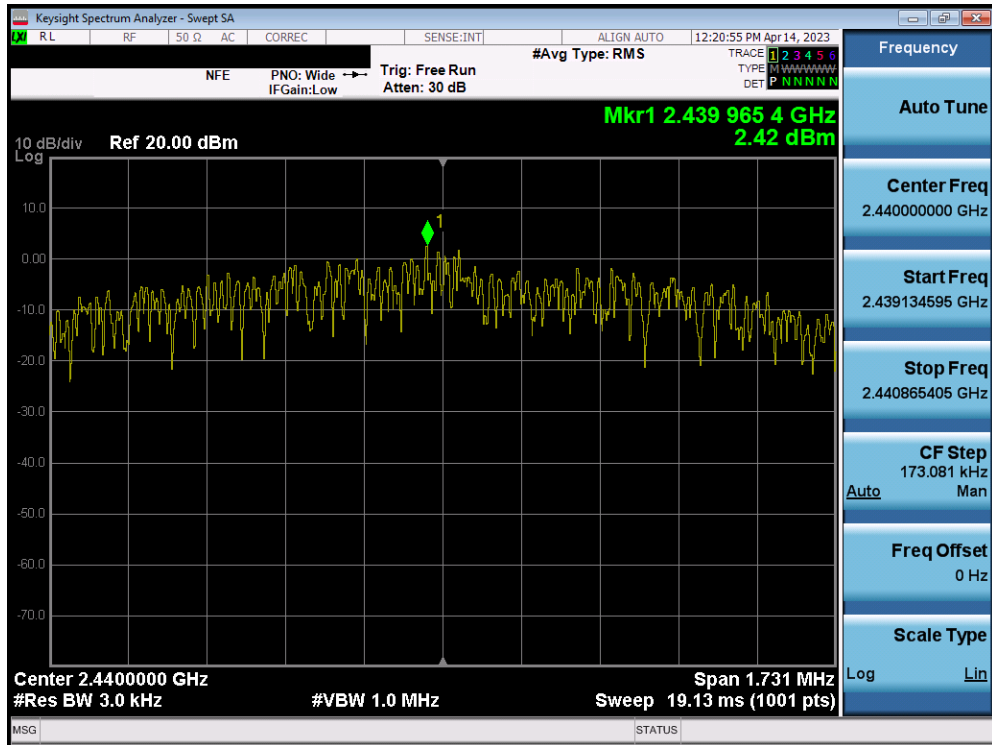 Keysight Spectrum Analyzer - Swept SA
LXI RL RF 50 Ω AC CORREC SENSE:INT ALIGN AUTO 12:20:55 PM Apr 14, 2023
Frequency
NFE PNO: Wide Trig: Free Run #Avg Type: RMS TRACE 1 2 3 4 5 6
IFGain:Low Atten: 30 dB TYPE M W W W W W
DET P N N N N N
Auto Tune
Mkr1 2.439 965 4 GHz
2.42 dBm
10 dB/div Ref 20.00 dBm
Log
1
10.0
0.00
-10.0
-20.0
-30.0
-40.0
-50.0
-60.0
-70.0
Center Freq
2.440000000 GHz
Start Freq
2.439134595 GHz
Stop Freq
2.440865405 GHz
CF Step
173.081 kHz
Auto Man
Freq Offset
0 Hz
Scale Type
Log Lin
Center 2.4400000 GHz Span 1.731 MHz
#Res BW 3.0 kHz #VBW 1.0 MHz Sweep 19.13 ms (1001 pts)
MSG STATUS